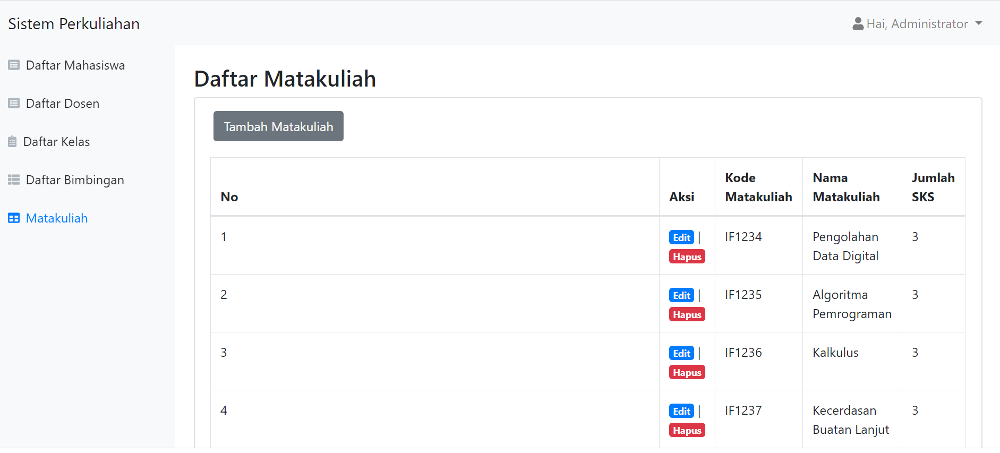 Sistem Perkuliahan
Hai, Administrator
Daftar Mahasiswa
Daftar Dosen
Daftar Kelas
Daftar Bimbingan
Matakuliah
Daftar Matakuliah
Tambah Matakuliah
No Aksi Kode Matakuliah Nama Matakuliah Jumlah SKS
1 Edit | Hapus IF1234 Pengolahan Data Digital 3
2 Edit | Hapus IF1235 Algoritma Pemrograman 3
3 Edit | Hapus IF1236 Kalkulus 3
4 Edit | Hapus IF1237 Kecerdasan Buatan Lanjut 3